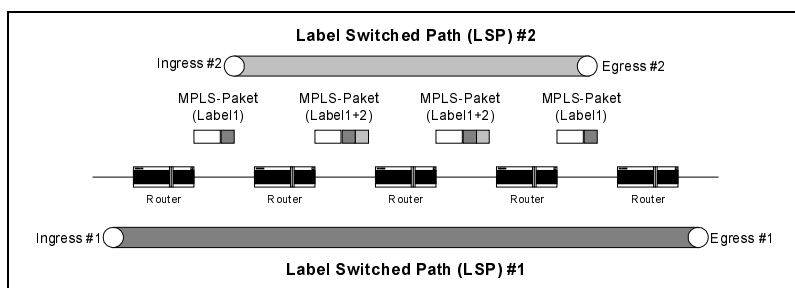 Label Switched Path (LSP) #2
Ingress #2
Egress #2
MPLS-Paket
(Label1)
MPLS-Paket
(Label1+2)
MPLS-Paket
(Label1+2)
MPLS-Paket
(Label1)
Router
Router
Router
Router
Router
Ingress #1
Egress #1
Label Switched Path (LSP) #1